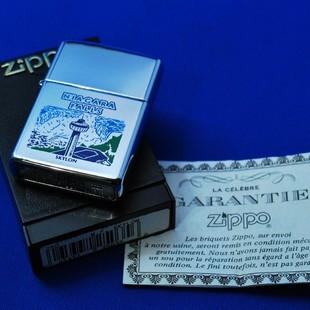 zippo
NIAGARA
FALLS
SKYLON
LA CÉLÈBRE
GARANTIE
zippo
Les briquets Zippo, sur envoi
à notre usine, seront remis en condition méca
gratuitement. Nous n'avons jamais fait pa
un sou pour la réparation sans égard a l'âge
condition. Le fini toutefois, n'est pas gara